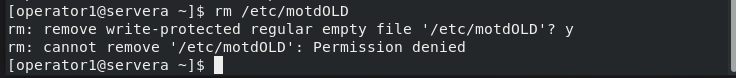 [operator1@servera ~]$ rm /etc/motdOLD
rm: remove write-protected regular empty file '/etc/motdOLD'? y
rm: cannot remove '/etc/motdOLD': Permission denied
[operator1@servera ~]$